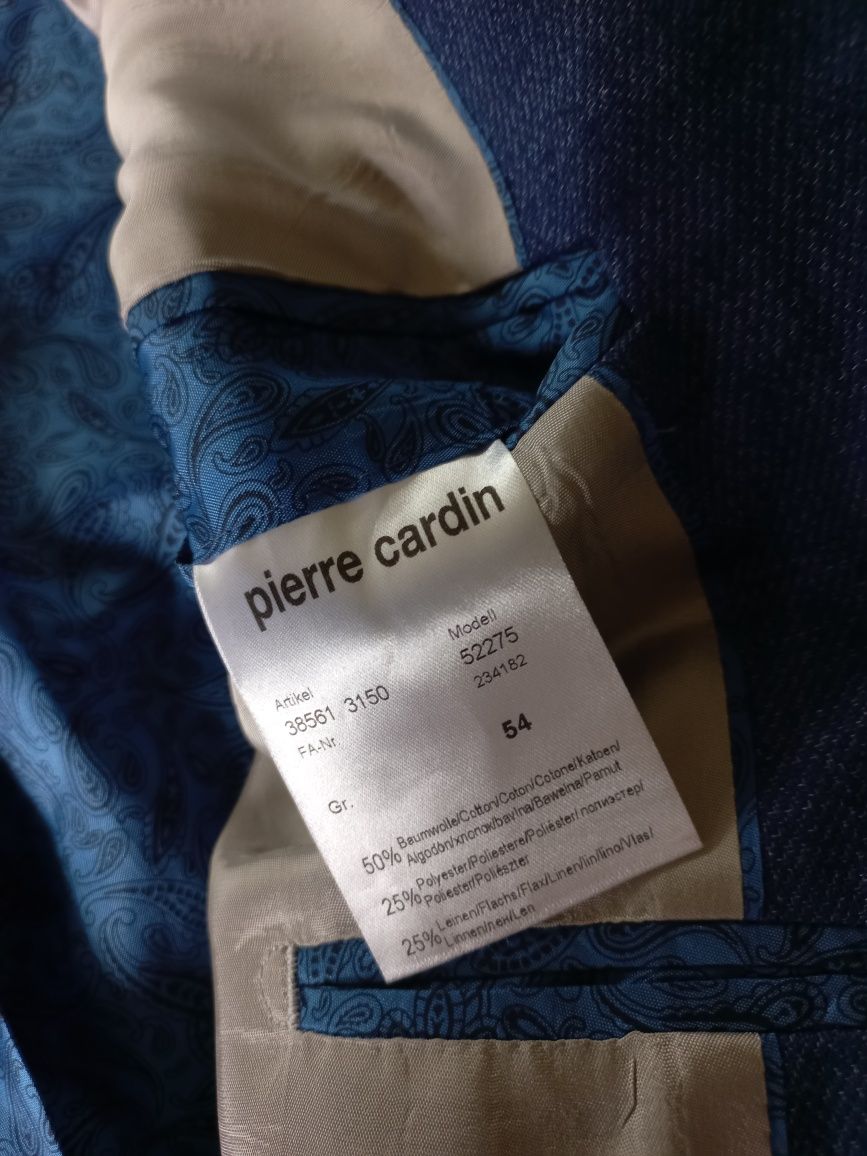 pierre cardin
Artikel
Modell
38561 3150
52275
FA-Nr.
234182
Gr.
54
50% Baumwolle/Cotton/Coton/Cotone/Katoen/
Algodón/хлопок/bavlna/Bawełna/Pamut
25% Polyester/Poliestere/Poliéster/полиэстер/
Poliester/Poliészter
25% Leinen/Flachs/Flax/Linen/lin/lino/Vlas/
Linnen/лен/Len